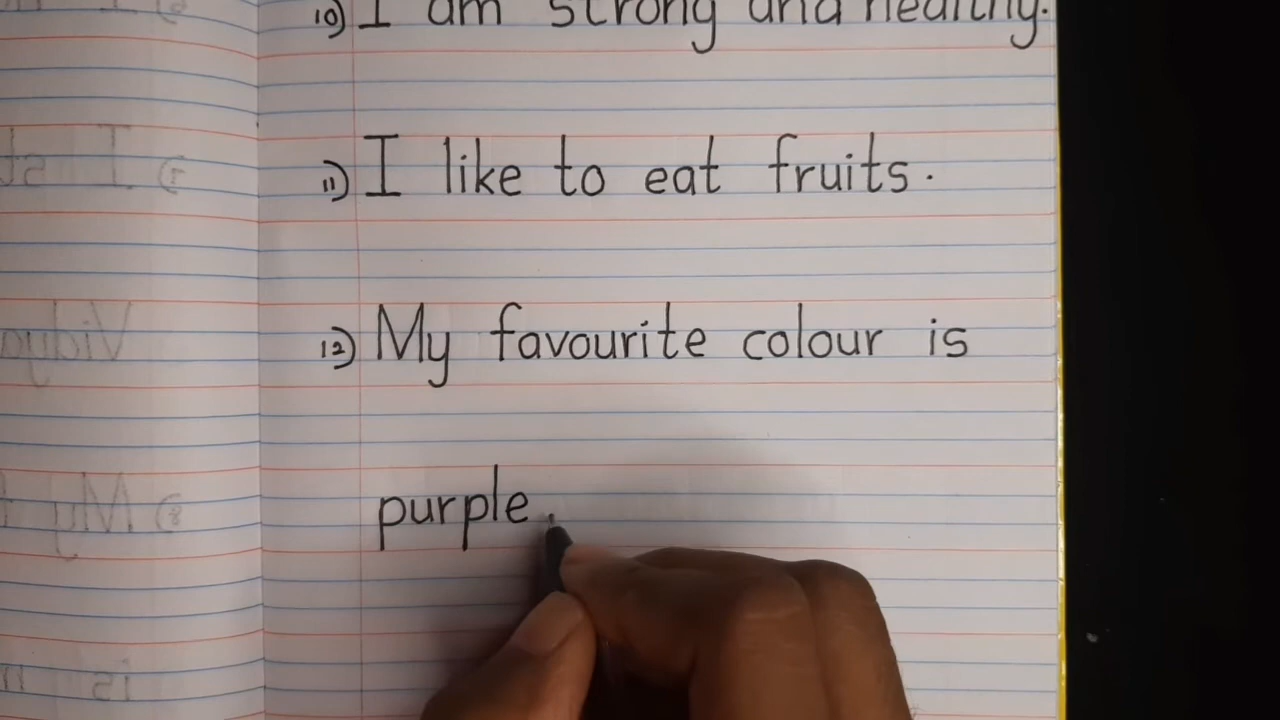 10) I am strong and healthy.
11) I like to eat fruits.
12) My favourite colour is
purple.